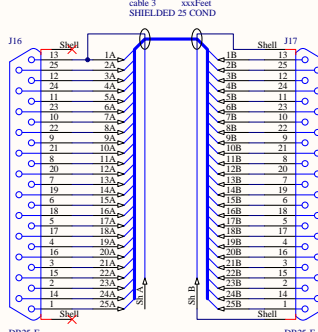 cable 3 xxxFeet
SHIELDED 25 COND
J16 Shell Shell J17
13 1A 1B 13
25 2A 2B 25
12 3A 3B 12
24 4A 4B 24
11 5A 5B 11
23 6A 6B 23
10 7A 7B 10
22 8A 8B 22
9 9A 9B 9
21 10A 10B 21
8 11A 11B 8
20 12A 12B 20
7 13A 13B 7
19 14A 14B 19
6 15A 15B 6
18 16A 16B 18
5 17A 17B 5
17 18A 18B 17
4 19A 19B 4
16 20A 20B 16
3 21A 21B 3
15 22A 22B 15
2 23A 23B 2
14 24A 24B 14
1 25A 25B 1
Sh A Sh B
Shell Shell